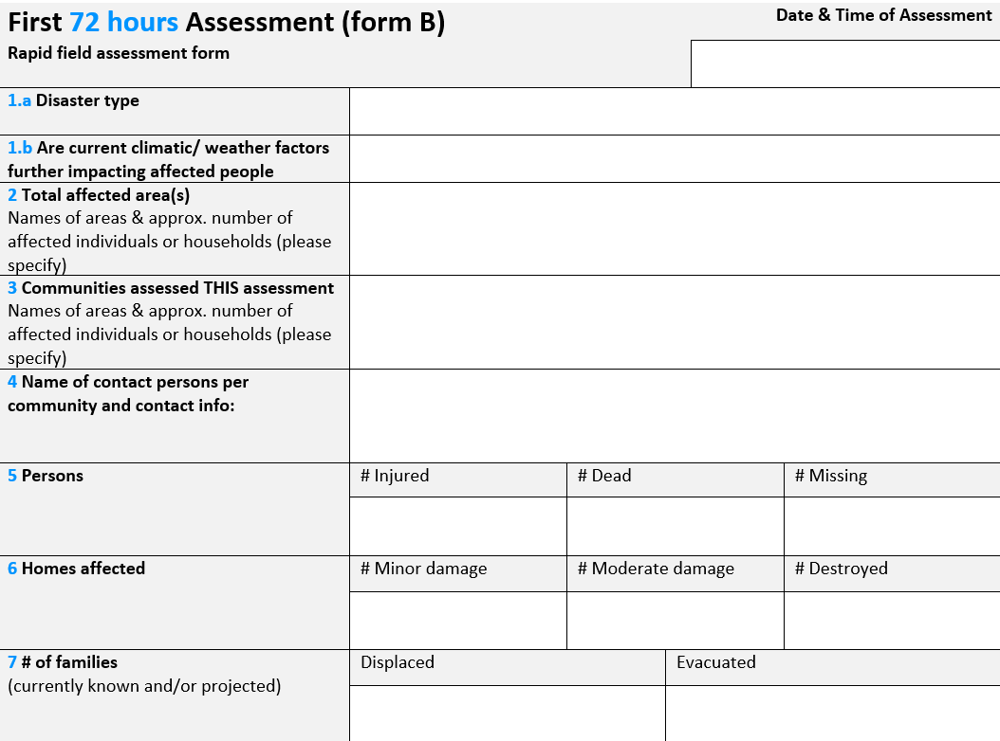 First 72 hours Assessment (form B)
Date & Time of Assessment
Rapid field assessment form
1.a Disaster type
1.b Are current climatic/ weather factors
further impacting affected people
2 Total affected area(s)
Names of areas & approx. number of
affected individuals or households (please
specify)
3 Communities assessed THIS assessment
Names of areas & approx. number of
affected individuals or households (please
specify)
4 Name of contact persons per
community and contact info:
5 Persons
# Injured
# Dead
# Missing
6 Homes affected
# Minor damage
# Moderate damage
# Destroyed
7 # of families
(currently known and/or projected)
Displaced
Evacuated